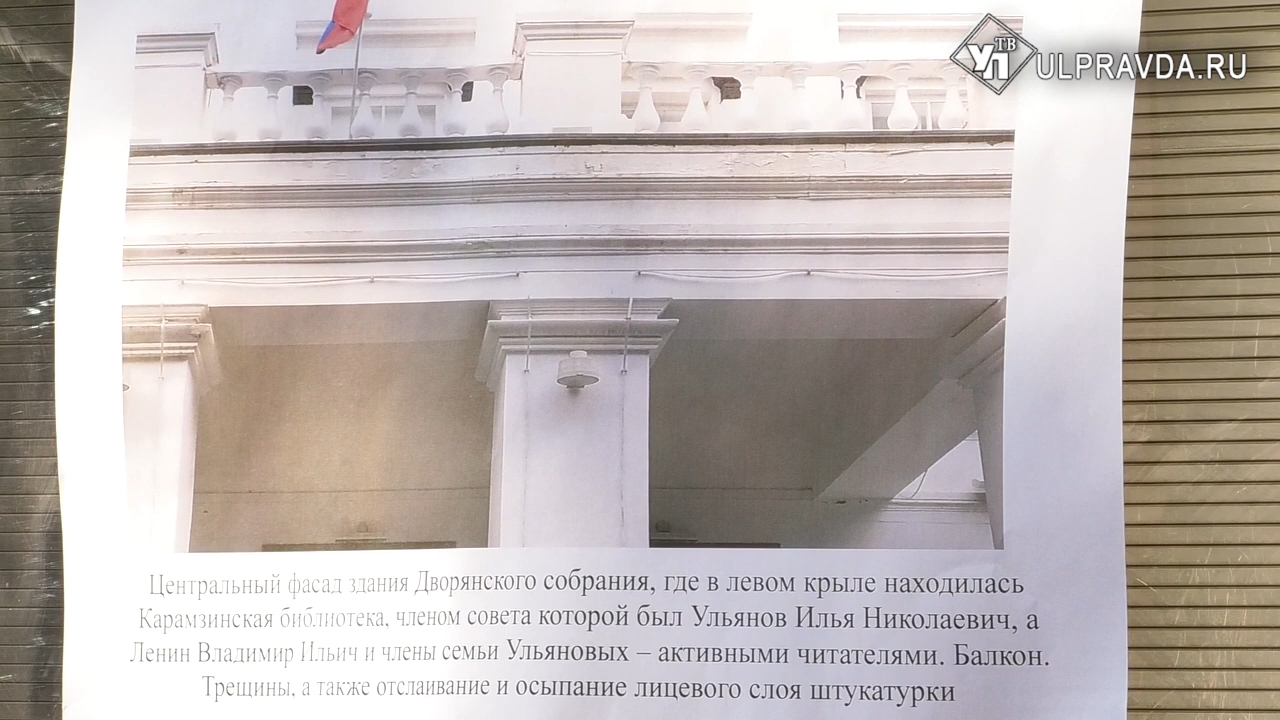 УП ТВ ULPRAVDA.RU
Центральный фасад здания Дворянского собрания, где в левом крыле находилась
Карамзинская библиотека, членом совета которой был Ульянов Илья Николаевич, а
Ленин Владимир Ильич и члены семьи Ульяновых – активными читателями. Балкон.
Трещины, а также отслаивание и осыпание лицевого слоя штукатурки